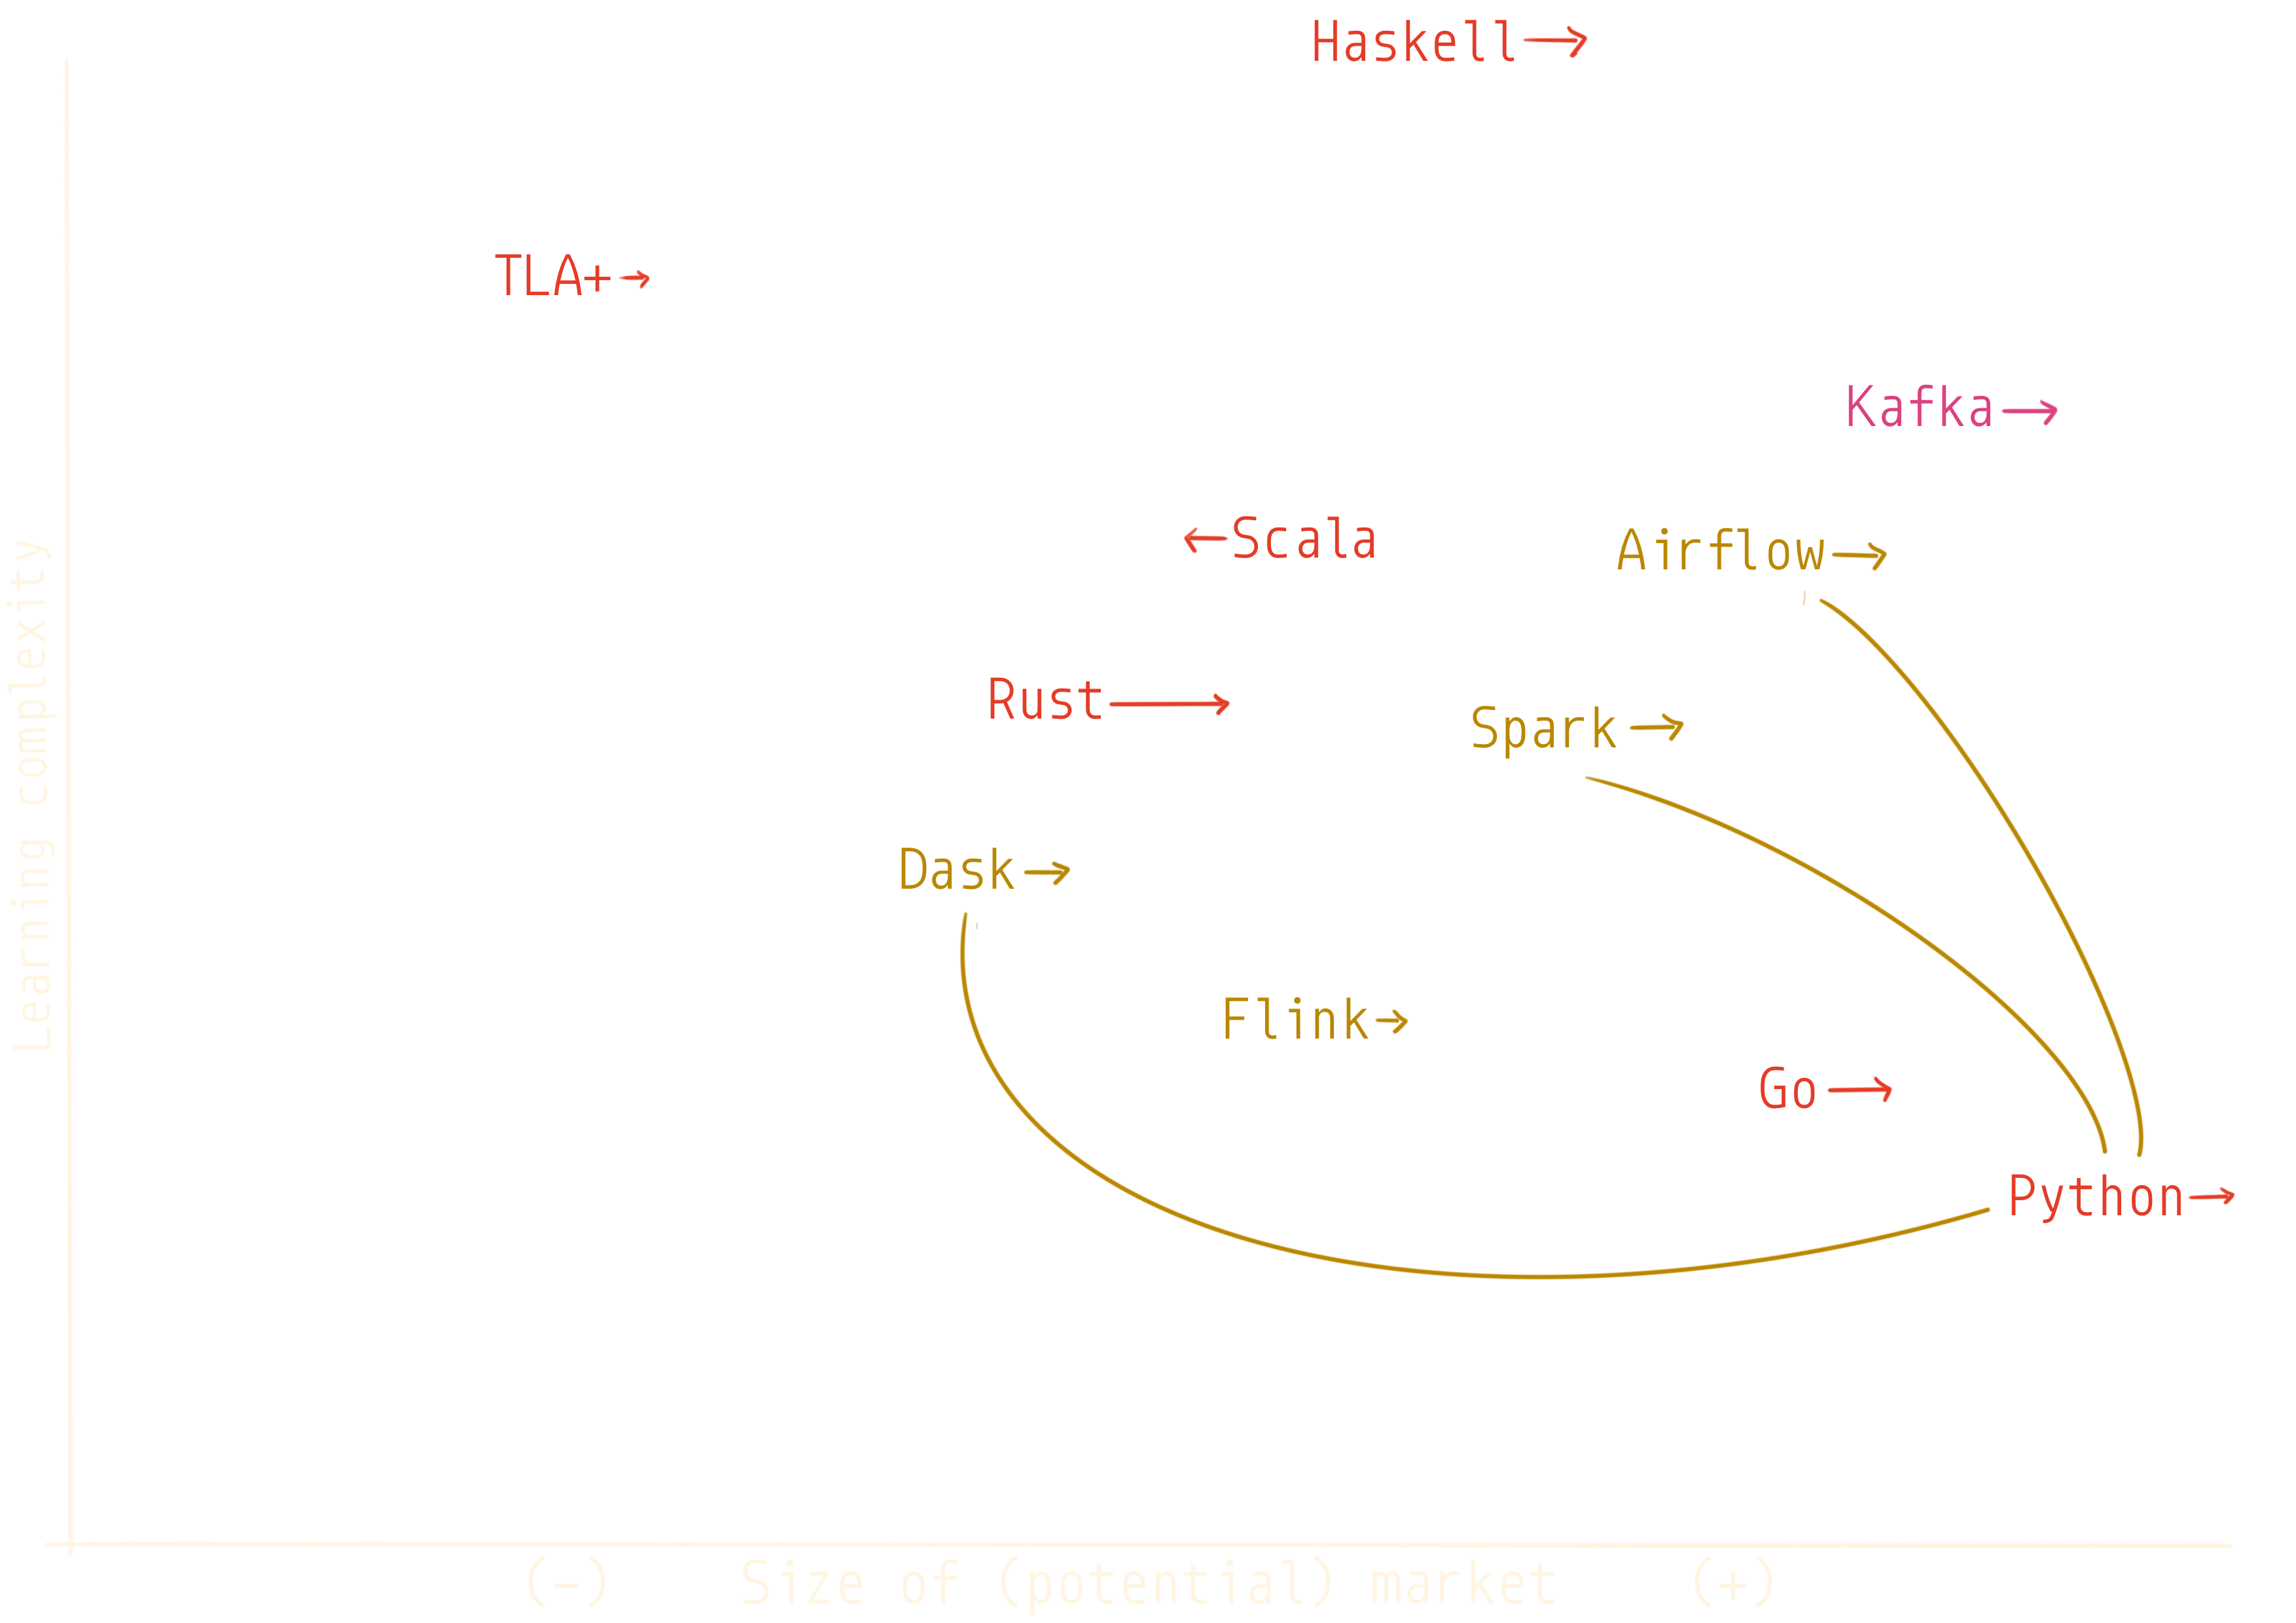 Haskell→
TLA+→
Kafka→
←Scala
Airflow→
Rust→
Spark→
Dask→
Flink→
Go→
Python→
Learning complexity
(-) Size of (potential) market (+)